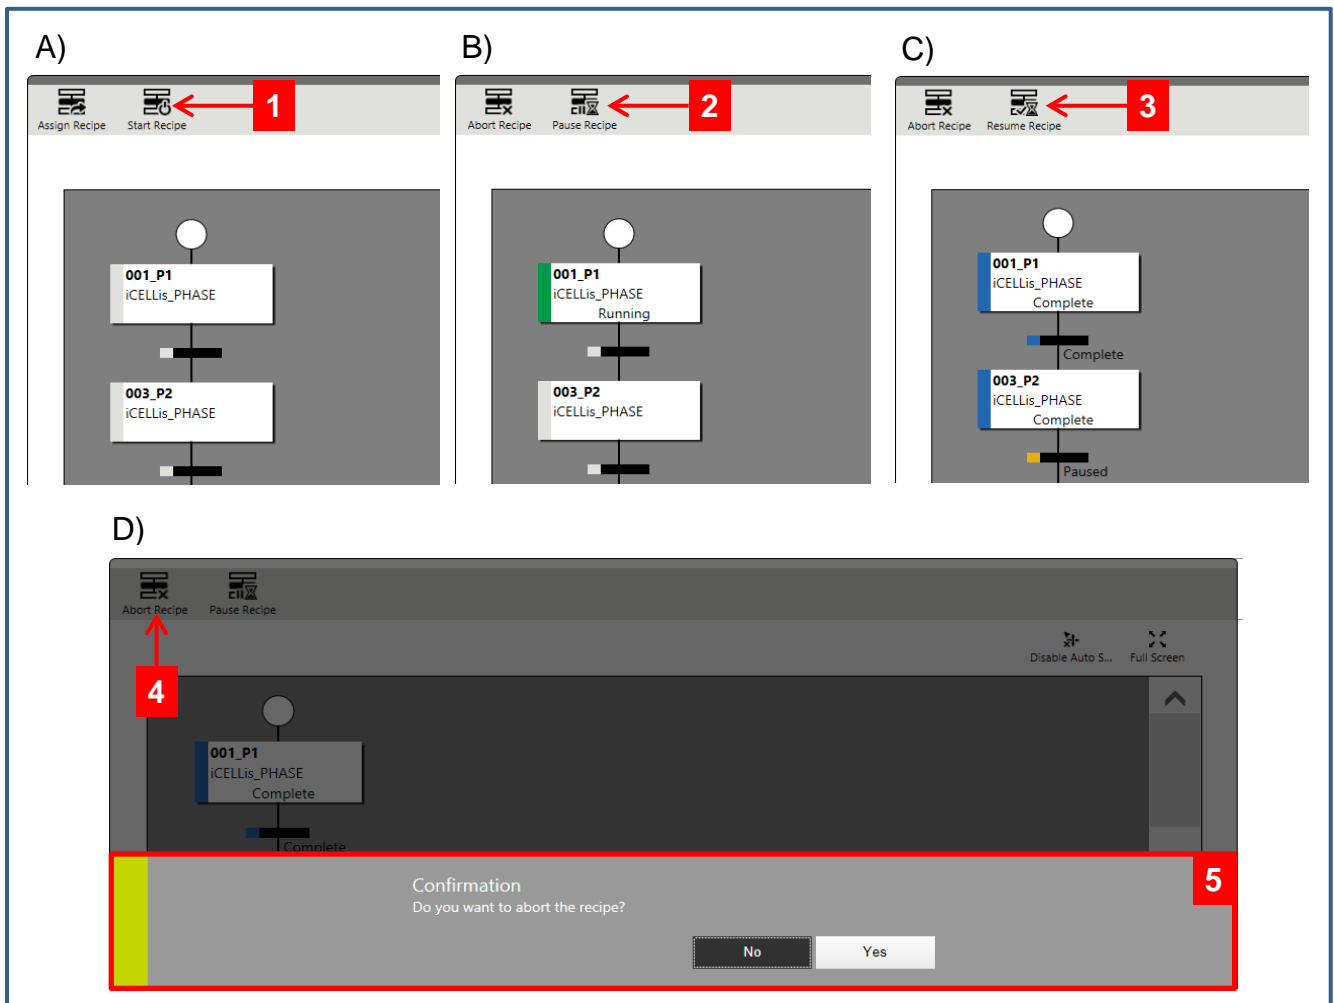 A)
Assign Recipe
Start Recipe
1
001_P1
iCELLis_PHASE
003_P2
iCELLis_PHASE
B)
Abort Recipe
Pause Recipe
2
001_P1
iCELLis_PHASE
Running
003_P2
iCELLis_PHASE
C)
Abort Recipe
Resume Recipe
3
001_P1
iCELLis_PHASE
Complete
Complete
003_P2
iCELLis_PHASE
Complete
Paused
D)
Abort Recipe
Pause Recipe
4
Disable Auto S...
Full Screen
001_P1
iCELLis_PHASE
Complete
Complete
5
Confirmation
Do you want to abort the recipe?
No
Yes